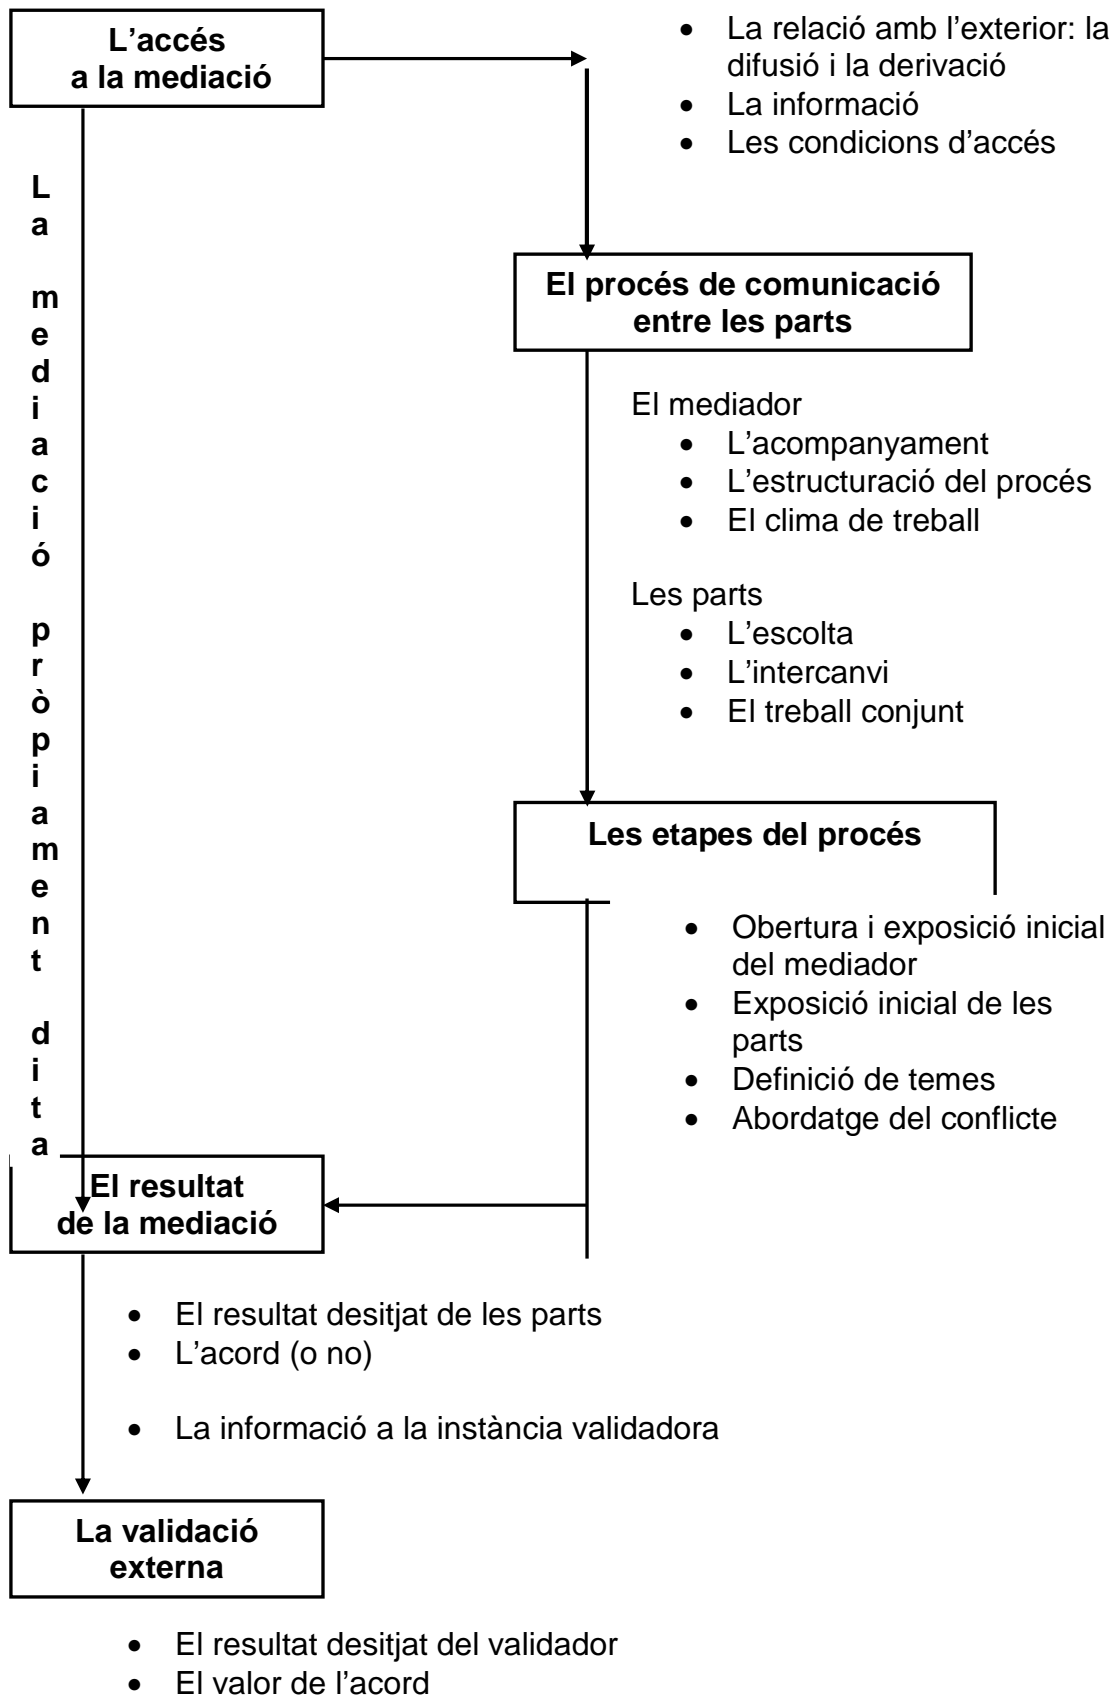 L’accés
a la mediació
• La relació amb l’exterior: la
difusió i la derivació
• La informació
• Les condicions d’accés
La mediació pròpiament dita
El procés de comunicació
entre les parts
El mediador
• L’acompanyament
• L’estructuració del procés
• El clima de treball
Les parts
• L’escolta
• L’intercanvi
• El treball conjunt
Les etapes del procés
• Obertura i exposició inicial
del mediador
• Exposició inicial de les
parts
• Definició de temes
• Abordatge del conflicte
El resultat
de la mediació
• El resultat desitjat de les parts
• L’acord (o no)
• La informació a la instància validadora
La validació
externa
• El resultat desitjat del validador
• El valor de l’acord